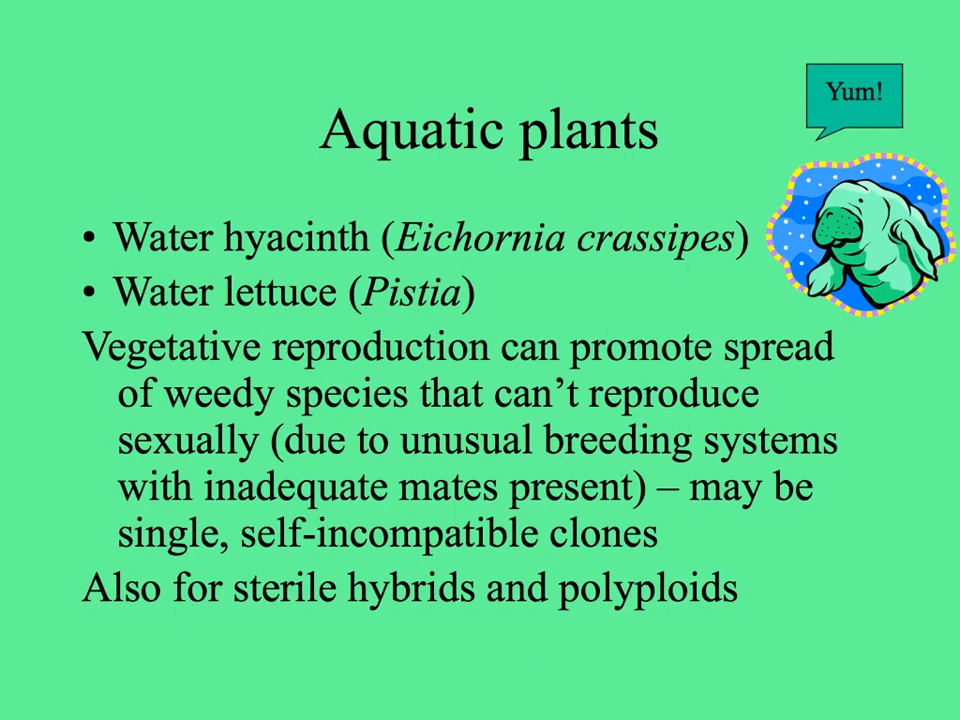 Yum!
Aquatic plants
• Water hyacinth (Eichornia crassipes)
• Water lettuce (Pistia)
Vegetative reproduction can promote spread
of weedy species that can’t reproduce
sexually (due to unusual breeding systems
with inadequate mates present) – may be
single, self-incompatible clones
Also for sterile hybrids and polyploids